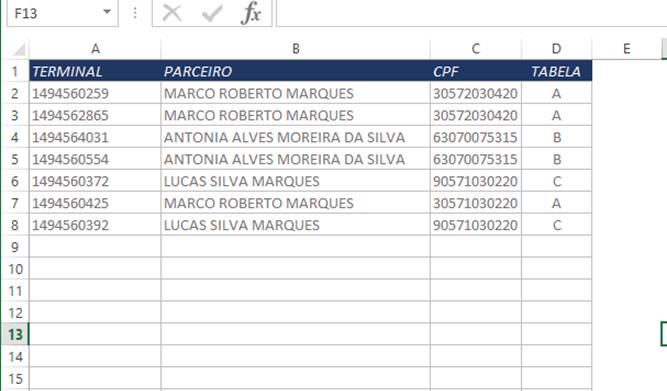 F13 fx
A B C D E
1 TERMINAL PARCEIRO CPF TABELA
2 1494560259 MARCO ROBERTO MARQUES 30572030420 A
3 1494562865 MARCO ROBERTO MARQUES 30572030420 A
4 1494564031 ANTONIA ALVES MOREIRA DA SILVA 63070075315 B
5 1494560554 ANTONIA ALVES MOREIRA DA SILVA 63070075315 B
6 1494560372 LUCAS SILVA MARQUES 90571030220 C
7 1494560425 MARCO ROBERTO MARQUES 30571030220 A
8 1494560392 LUCAS SILVA MARQUES 90571030220 C
9
10
11
12
13
14
15